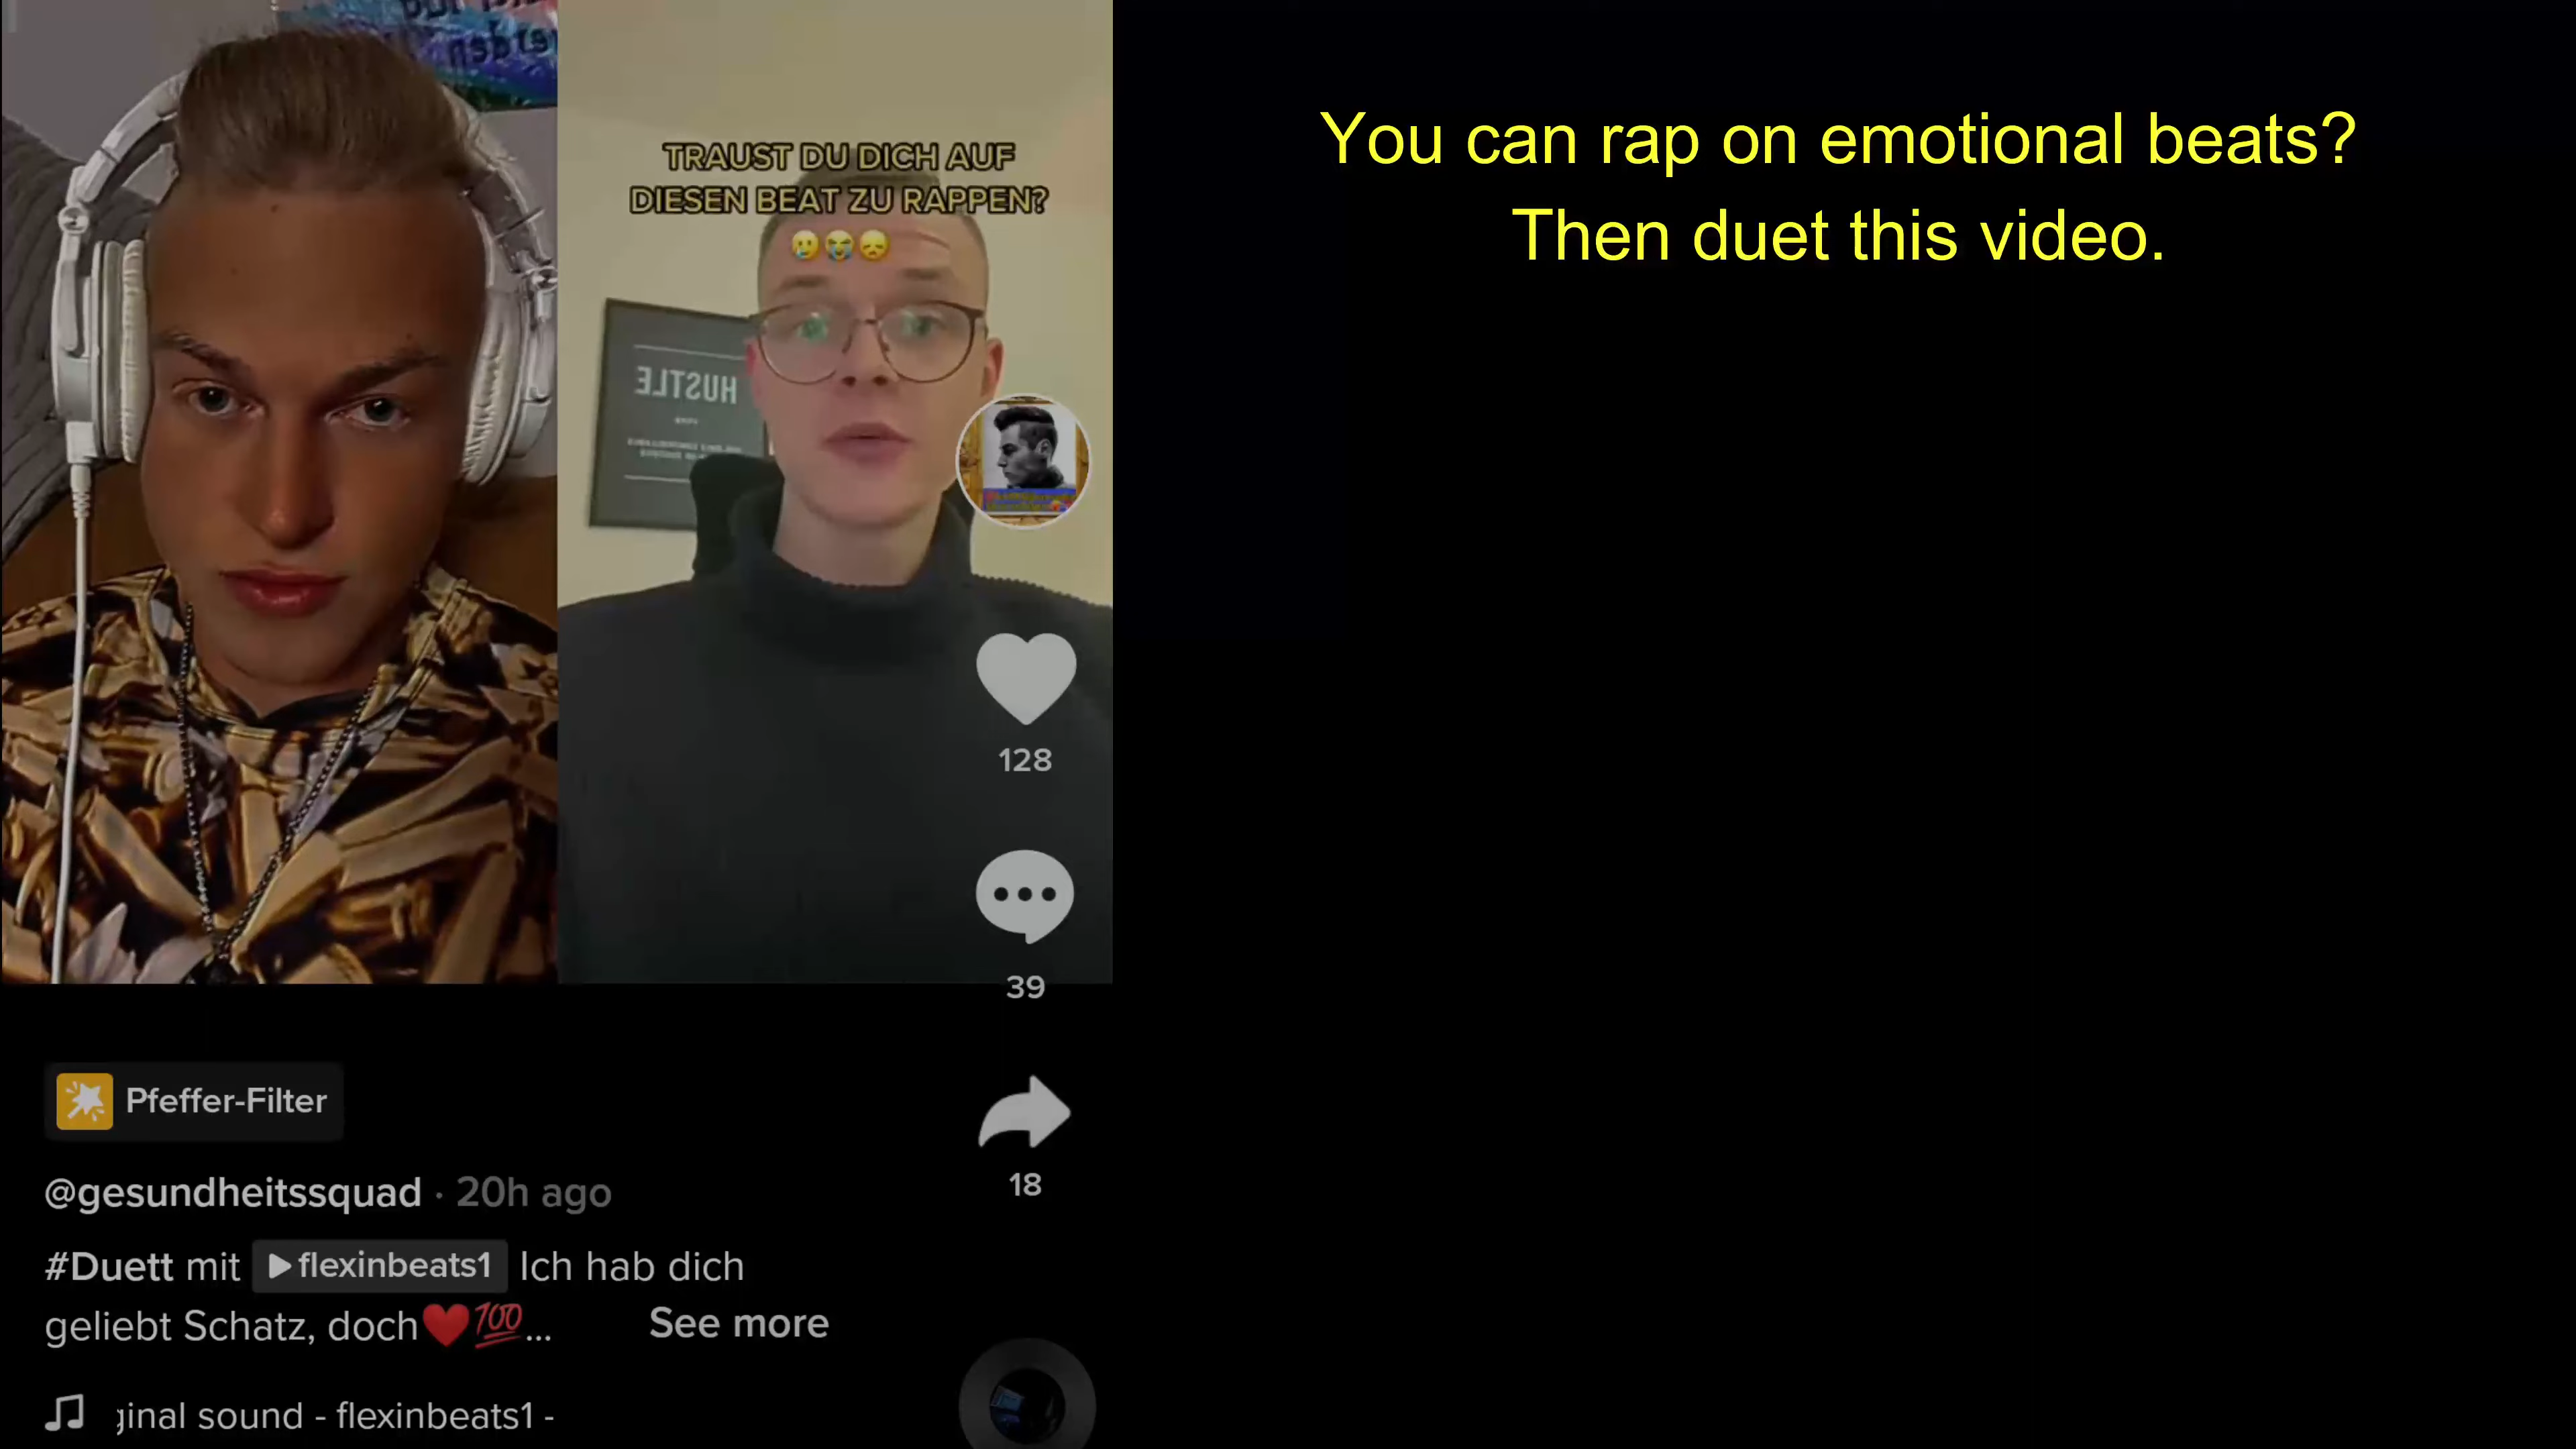 TRAUST DU DICH AUF
DIESEN BEAT ZU RAPPEN?
🥲😭😞
HUSTLE
128
39
18
Pfeffer-Filter
@gesundheitssquad · 20h ago
#Duett mit ▶flexinbeats1 Ich hab dich
geliebt Schatz, doch❤️💯... See more
ginal sound - flexinbeats1 -
You can rap on emotional beats?
Then duet this video.